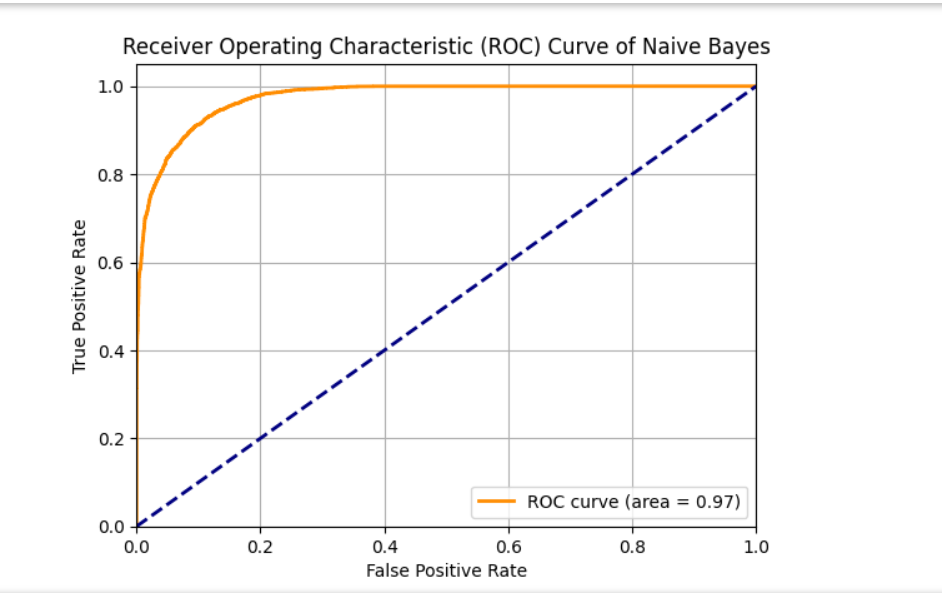 Receiver Operating Characteristic (ROC) Curve of Naive Bayes
1.0
0.8
0.6
0.4
0.2
0.0
True Positive Rate
ROC curve (area = 0.97)
0.0 0.2 0.4 0.6 0.8 1.0
False Positive Rate